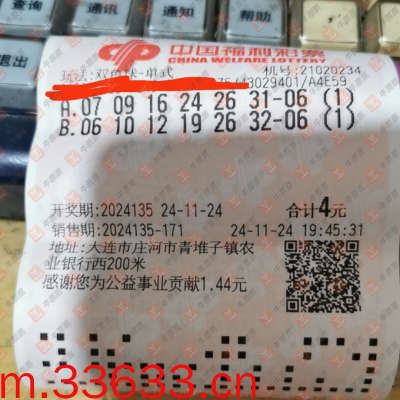 查询
通知
帮助
中国福利彩票
CHINA WELFARE LOTTERY
玩法:双色球-单式 机号:21020234
/43029401/A4E59
A.07 09 16 24 26 31-06 (1)
B.06 10 12 19 26 32-06 (1)
开奖期:2024135 24-11-24 合计4元
销售期:2024135-171 24-11-24 19:45:31
地址:大连市庄河市青堆子镇农
业银行西200米
感谢您为公益事业贡献1.44元
m.33633.cn